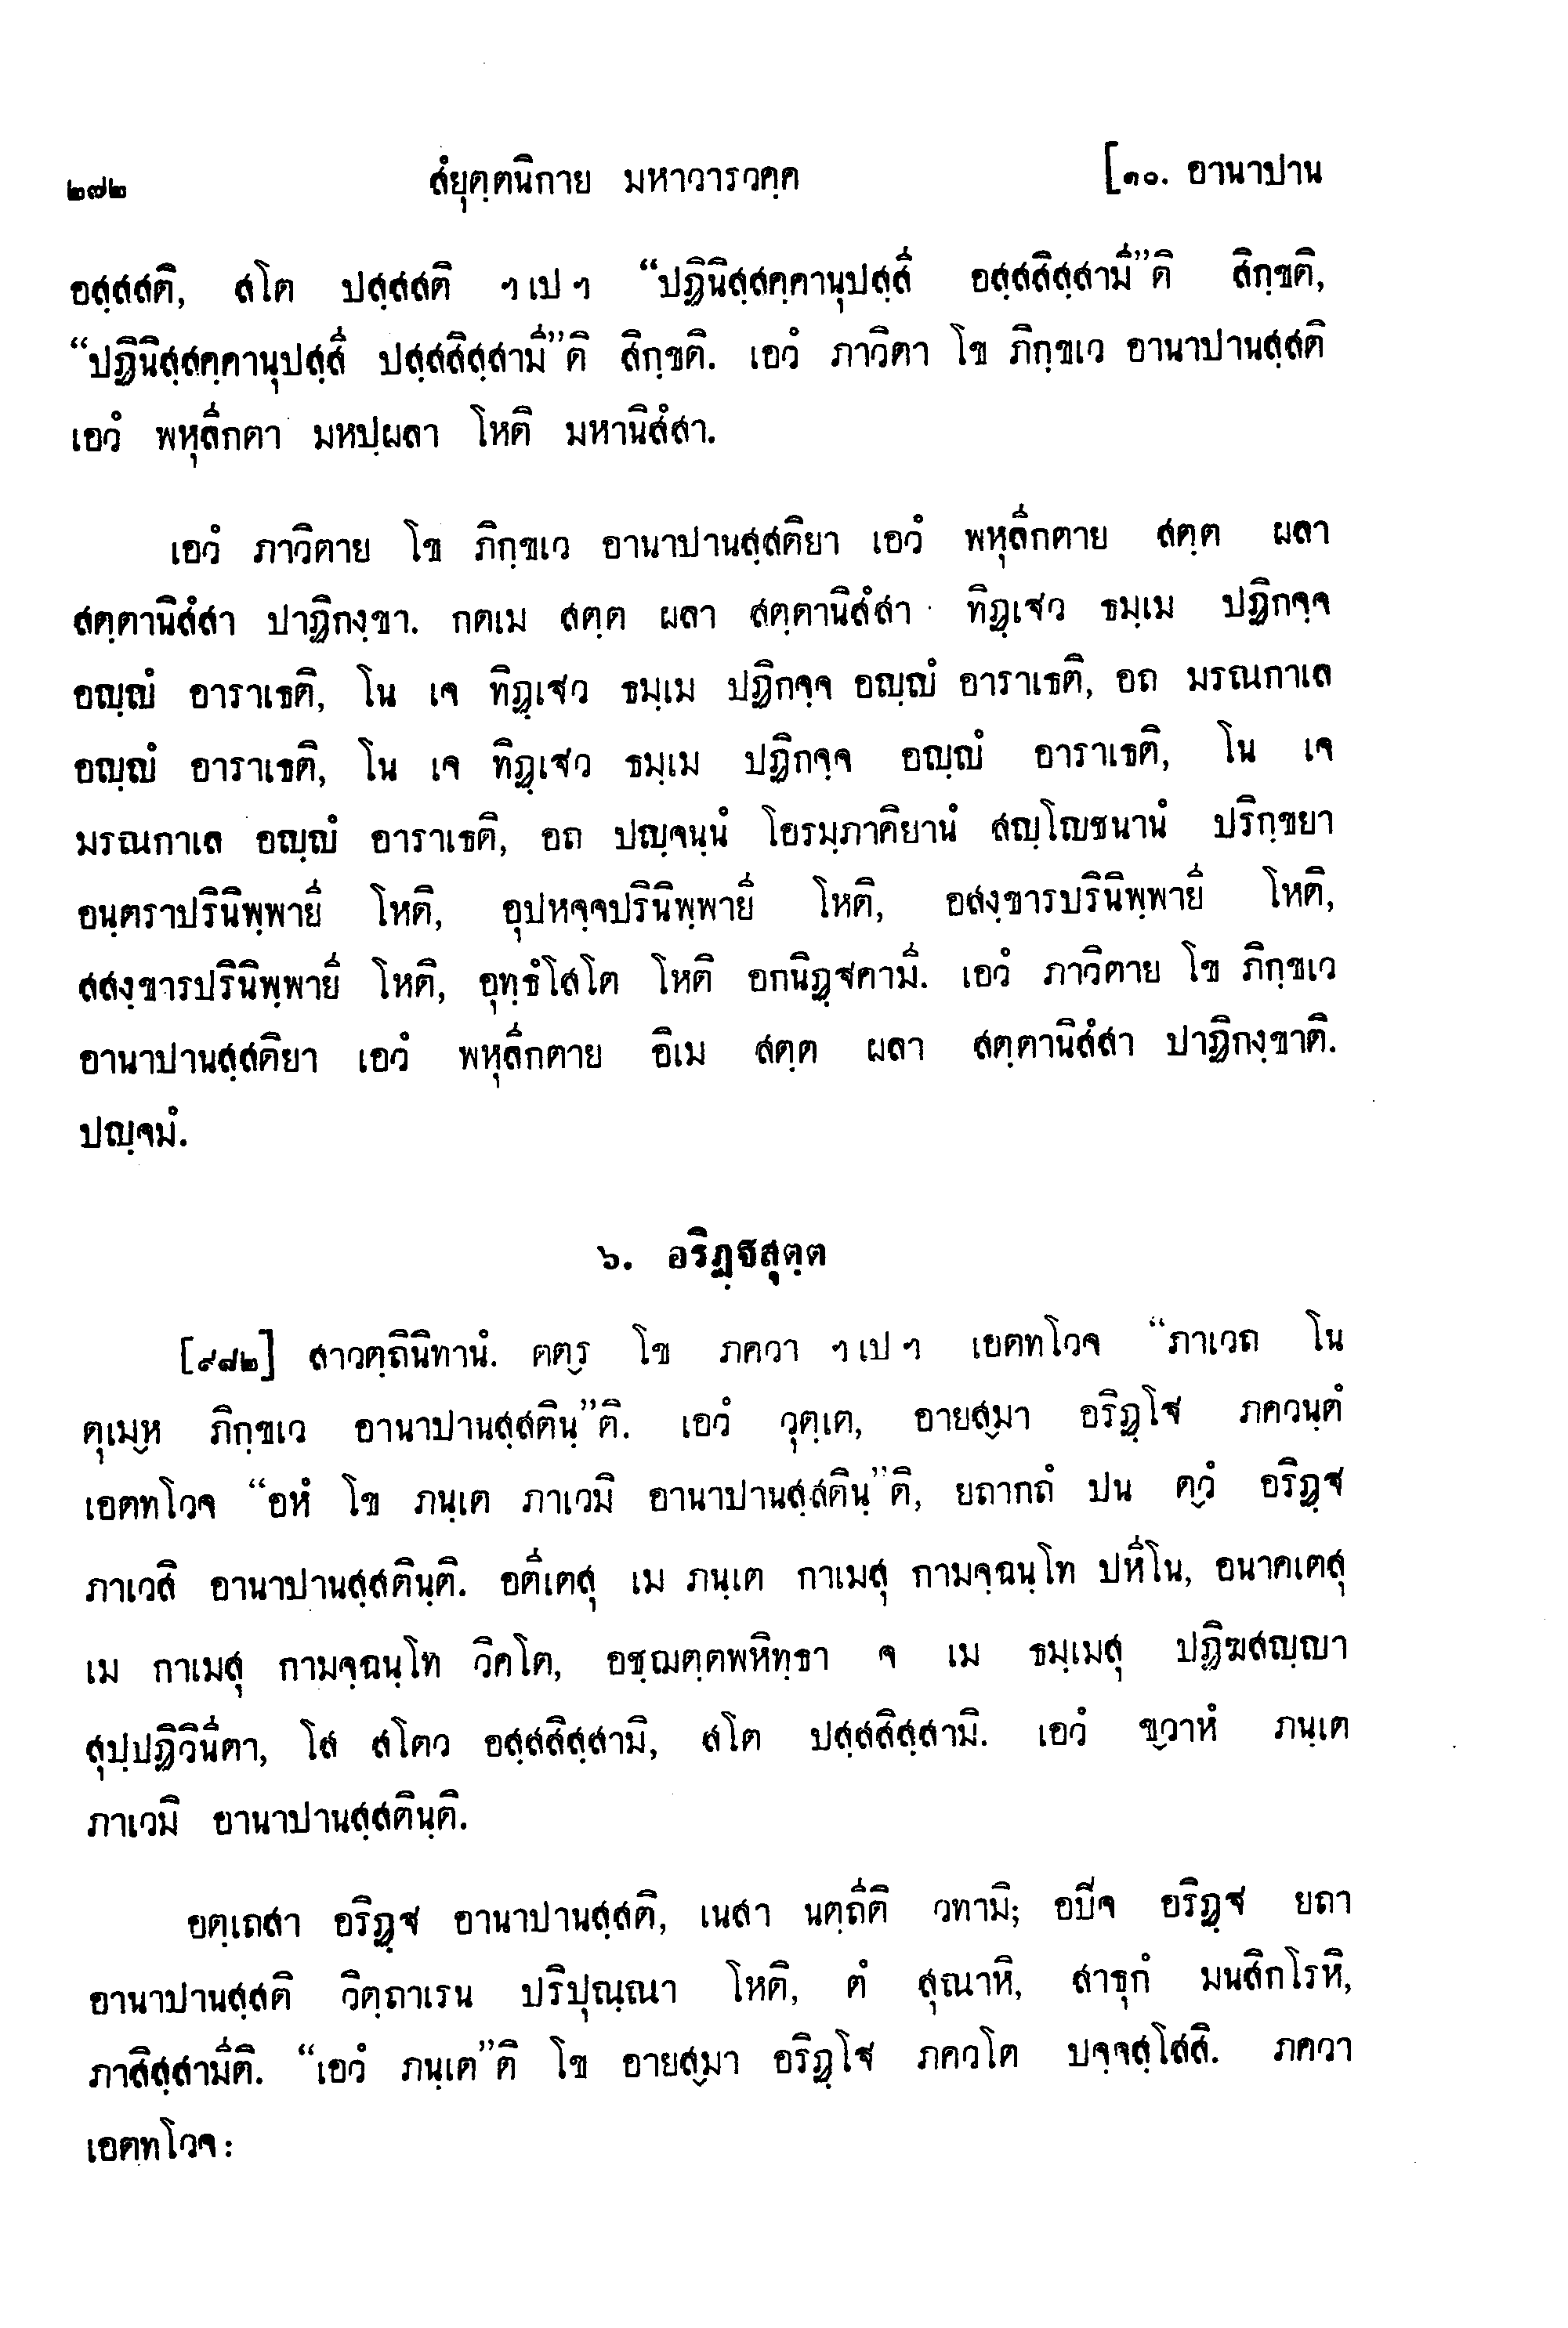 ๒๗๒ สํยุตฺตนิกาย มหาวารวคฺค [๑๐. อานาปาน
อสฺสสติ, สโต ปสฺสสติ ฯ เป ฯ “ปฏินิสฺสคฺคานุปสฺสี อสฺสสิสฺสามี”ติ สิกฺขติ,
“ปฏินิสฺสคฺคานุปสฺสี ปสฺสสิสฺสามี”ติ สิกฺขติ. เอวํ ภาวิตา โข ภิกฺขเว อานาปานสฺสติ
เอวํ พหุลีกตา มหปฺผลา โหติ มหานิสํสา.
เอวํ ภาวิตาย โข ภิกฺขเว อานาปานสฺสติยา เอวํ พหุลีกตาย สตฺต ผลา
สตฺตานิสํสา ปาฏิกงฺขา. กตเม สตฺต ผลา สตฺตานิสํสา ทิฏฺเฐว ธมฺเม ปฏิกจฺจ
อญฺญํ อาราเธติ, โน เจ ทิฏฺเฐว ธมฺเม ปฏิกจฺจ อญฺญํ อาราเธติ, อถ มรณกาเล
อญฺญํ อาราเธติ, โน เจ ทิฏฺเฐว ธมฺเม ปฏิกจฺจ อญฺญํ อาราเธติ, โน เจ
มรณกาเล อญฺญํ อาราเธติ, อถ ปญฺจนฺนํ โอรมฺภาคิยานํ สญฺโญชนานํ ปริกฺขยา
อนฺตราปรินิพฺพายี โหติ, อุปหจฺจปรินิพฺพายี โหติ, อสงฺขารปรินิพฺพายี โหติ,
สสงฺขารปรินิพฺพายี โหติ, อุทฺธํโสโต โหติ อกนิฏฺฐคามี. เอวํ ภาวิตาย โข ภิกฺขเว
อานาปานสฺสติยา เอวํ พหุลีกตาย อิเม สตฺต ผลา สตฺตานิสํสา ปาฏิกงฺขาติ.
ปญฺจมํ.
๖. อริฏฺฐสุตฺต
[๙๘๒] สาวตฺถินิทานํ. ตตฺร โข ภควา ฯ เป ฯ เอตทโวจ “ภาเวถ โน
ตุเมฺห ภิกฺขเว อานาปานสฺสตินฺ”ติ. เอวํ วุตฺเต, อายสฺมา อริฏฺโฐ ภควนฺตํ
เอตทโวจ “อหํ โข ภนฺเต ภาเวมิ อานาปานสฺสตินฺ”ติ, ยถากถํ ปน ตฺวํ อริฏฺฐ
ภาเวสิ อานาปานสฺสตินฺติ. อตีเตสุ เม ภนฺเต กาเมสุ กามจฺฉนฺโท ปหีโน, อนาคเตสุ
เม กาเมสุ กามจฺฉนฺโท วิคโต, อชฺฌตฺตพหิทฺธา จ เม ธมฺเมสุ ปฏิฆสญฺญา
สุปฺปฏิวินีตา, โส สโตว อสฺสสิสฺสามิ, สโต ปสฺสสิสฺสามิ. เอวํ ขฺวาหํ ภนฺเต
ภาเวมิ อานาปานสฺสตินฺติ.
อตฺเถสา อริฏฺฐ อานาปานสฺสติ, เนสา นตฺถีติ วทามิ; อปิจ อริฏฺฐ ยถา
อานาปานสฺสติ วิตฺถาเรน ปริปุณฺณา โหติ, ตํ สุณาหิ, สาธุกํ มนสิกโรหิ,
ภาสิสฺสามีติ. “เอวํ ภนฺเต”ติ โข อายสฺมา อริฏฺโฐ ภควโต ปจฺจสฺโสสิ. ภควา
เอตทโวจ: